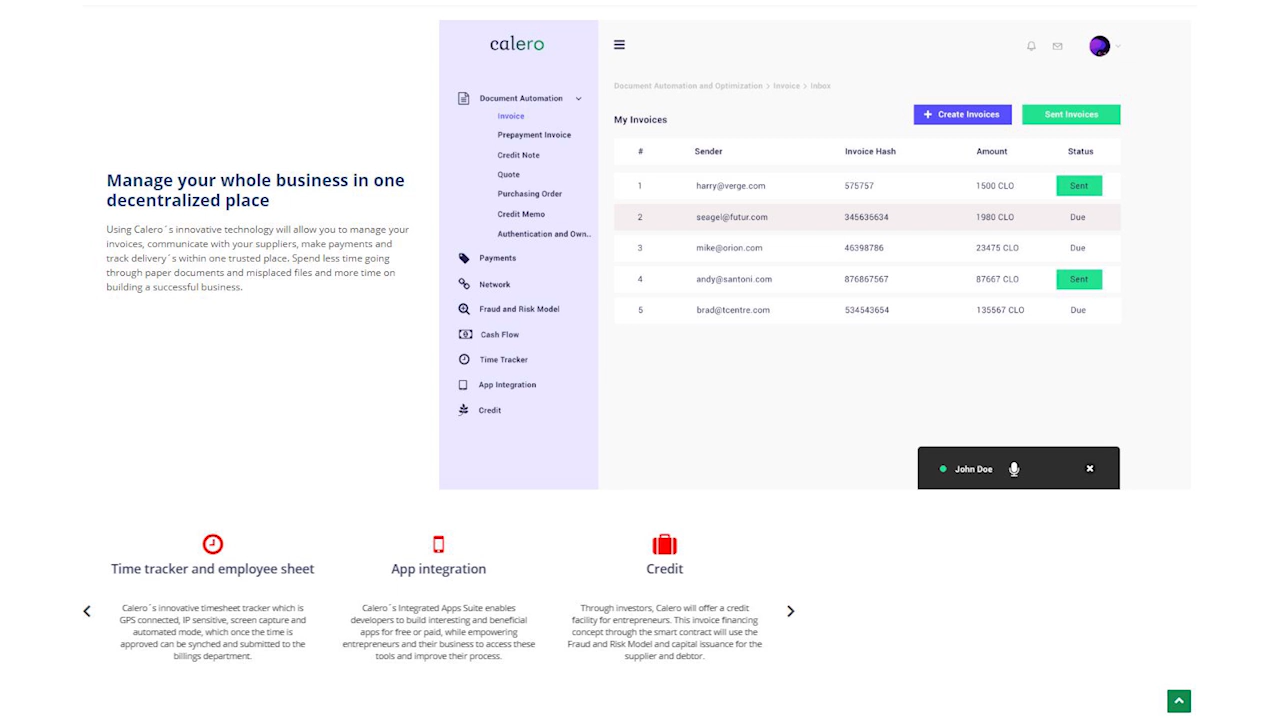 calero
Document Automation
Invoice
Prepayment Invoice
Credit Note
Quote
Purchasing Order
Credit Memo
Authentication and Own..
Payments
Network
Fraud and Risk Model
Cash Flow
Time Tracker
App Integration
Credit
Document Automation and Optimization > Invoice > Inbox
My Invoices
+ Create Invoices
Sent Invoices
# Sender Invoice Hash Amount Status
1 harry@verge.com 575757 1500 CLO Sent
2 seagel@futur.com 345636634 1980 CLO Due
3 mike@orion.com 46398786 23475 CLO Due
4 andy@santoni.com 876867567 87667 CLO Sent
5 brad@tcentre.com 534543654 135567 CLO Due
John Doe
Manage your whole business in one
decentralized place
Using Calero´s innovative technology will allow you to manage your
invoices, communicate with your suppliers, make payments and
track delivery´s within one trusted place. Spend less time going
through paper documents and misplaced files and more time on
building a successful business.
Time tracker and employee sheet
Calero´s innovative timesheet tracker which is
GPS connected, IP sensitive, screen capture and
automated mode, which once the time is
approved can be synched and submitted to the
billings department.
App integration
Calero´s Integrated Apps Suite enables
developers to build interesting and beneficial
apps for free or paid, while empowering
entrepreneurs and their business to access these
tools and improve their process.
Credit
Through investors, Calero will offer a credit
facility for entrepreneurs. This invoice financing
concept through the smart contract will use the
Fraud and Risk Model and capital issuance for the
supplier and debtor.